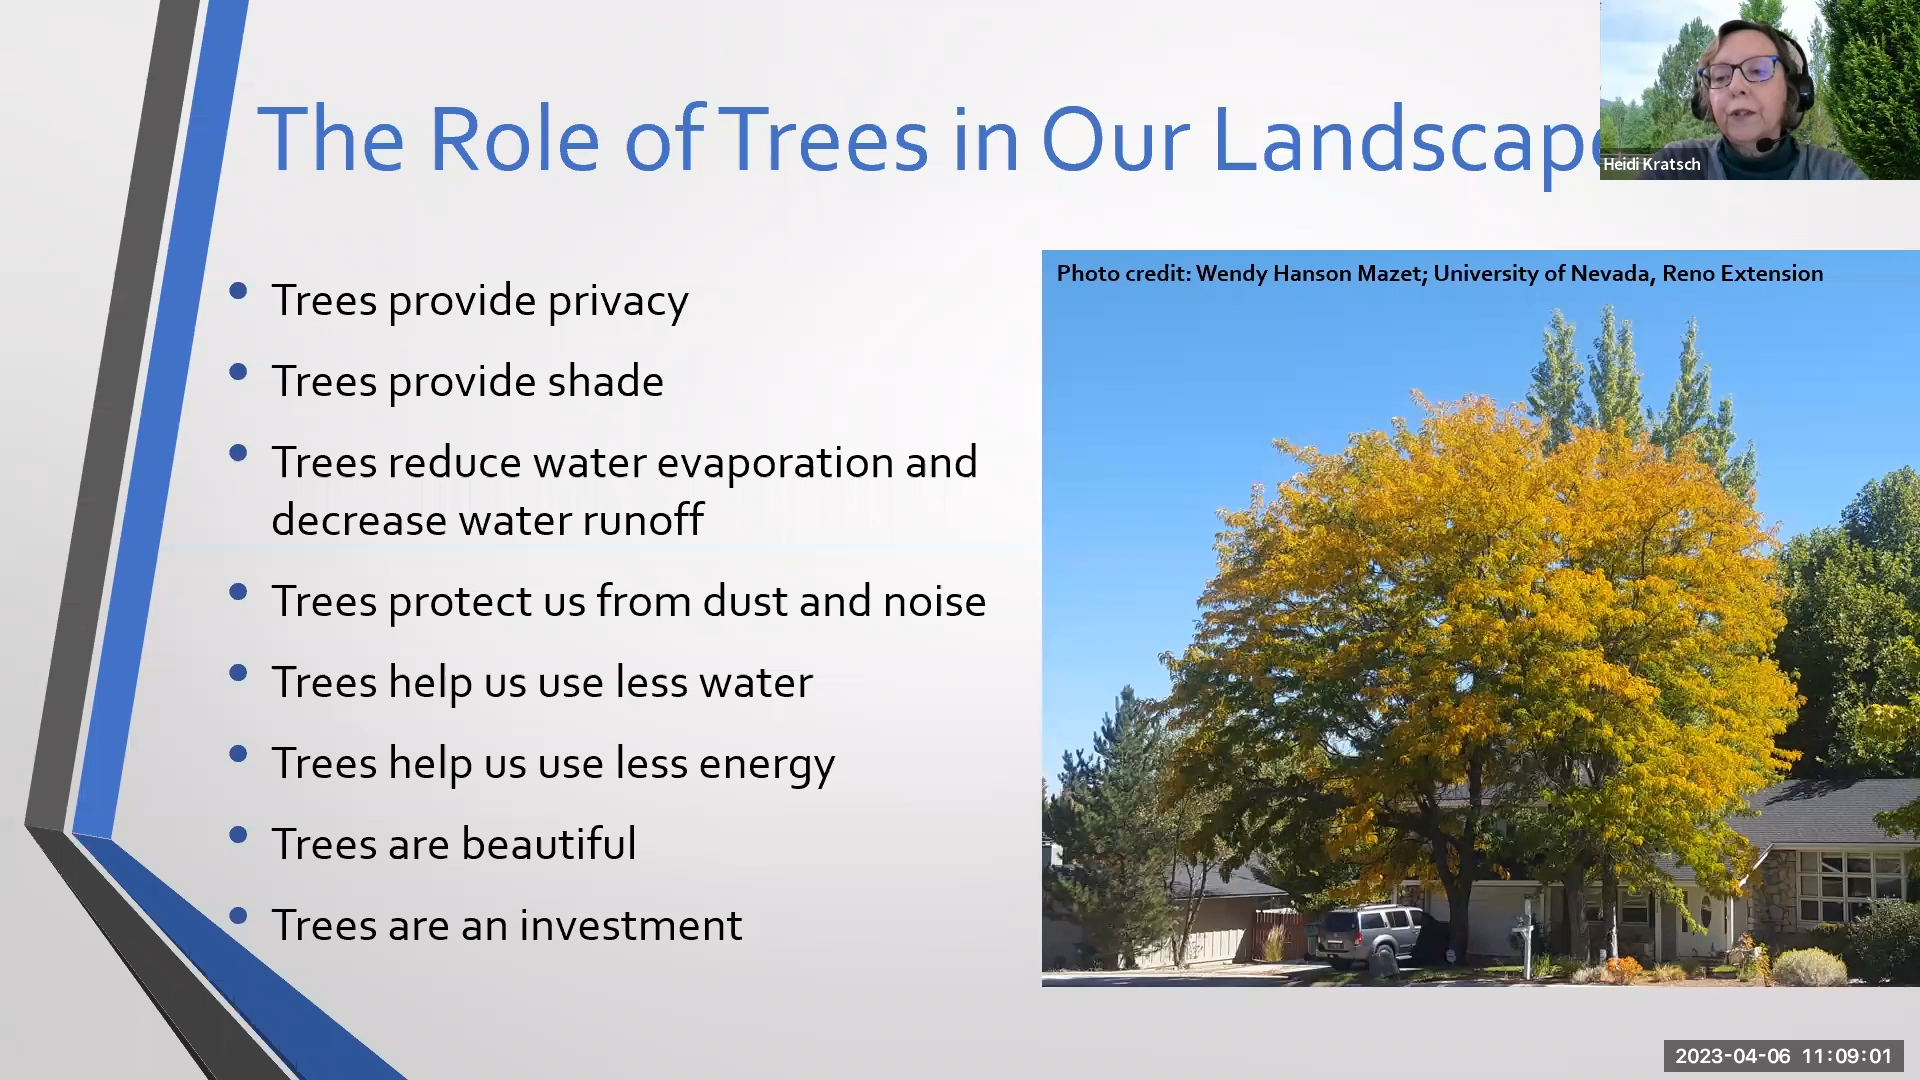 The Role of Trees in Our Landscape
Heidi Kratsch
Photo credit: Wendy Hanson Mazet; University of Nevada, Reno Extension
• Trees provide privacy
• Trees provide shade
• Trees reduce water evaporation and
decrease water runoff
• Trees protect us from dust and noise
• Trees help us use less water
• Trees help us use less energy
• Trees are beautiful
• Trees are an investment
2023-04-06 11:09:01